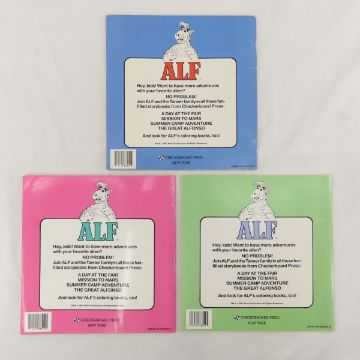 ALF
Hey, kids! Want to have more adventures
with your favorite alien?
NO PROBLEM!
Join ALF and the Tanner family in all these fun-
filled storybooks from Checkerboard Press:
A DAY AT THE FAIR
MISSION TO MARS
SUMMER CAMP ADVENTURE
THE GREAT ALFONSO
And look for ALF's coloring books, too!
CHECKERBOARD PRESS
NEW YORK
ALF
Hey, kids! Want to have more adventures
with your favorite alien?
NO PROBLEM!
Join ALF and the Tanner family in all these fun-
filled storybooks from Checkerboard Press:
A DAY AT THE FAIR
MISSION TO MARS
SUMMER CAMP ADVENTURE
THE GREAT ALFONSO
And look for ALF's coloring books, too!
CHECKERBOARD PRESS
NEW YORK
ALF
Hey, kids! Want to have more adventures
with your favorite alien?
NO PROBLEM!
Join ALF and the Tanner family in all these fun-
filled storybooks from Checkerboard Press:
A DAY AT THE FAIR
MISSION TO MARS
SUMMER CAMP ADVENTURE
THE GREAT ALFONSO
And look for ALF's coloring books, too!
CHECKERBOARD PRESS
NEW YORK